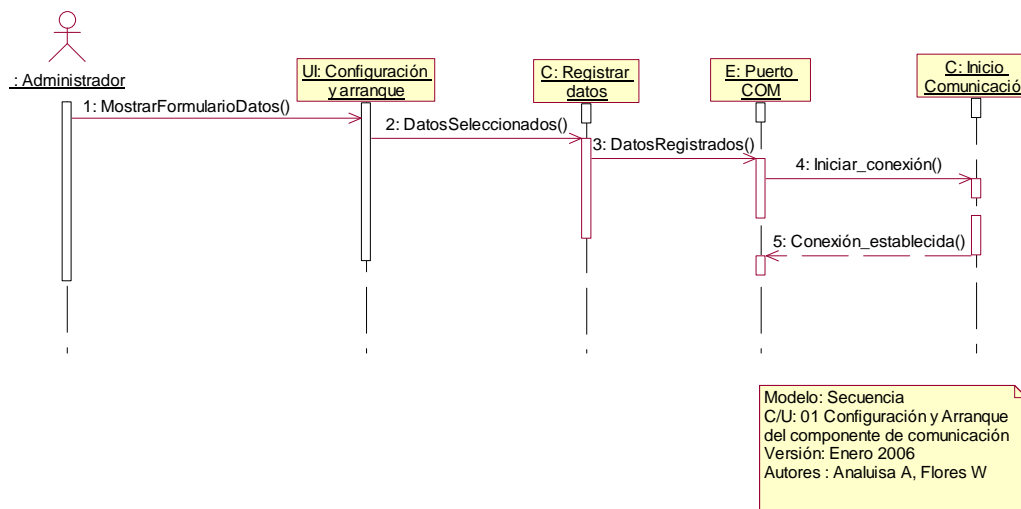 : Administrador
UI: Configuración
y arranque
C: Registrar
datos
E: Puerto
COM
C: Inicio
Comunicació
1: MostrarFormularioDatos()
2: DatosSeleccionados()
3: DatosRegistrados()
4: Iniciar_conexión()
5: Conexión_establecida()
Modelo: Secuencia
C/U: 01 Configuración y Arranque
del componente de comunicación
Versión: Enero 2006
Autores : Analuisa A, Flores W